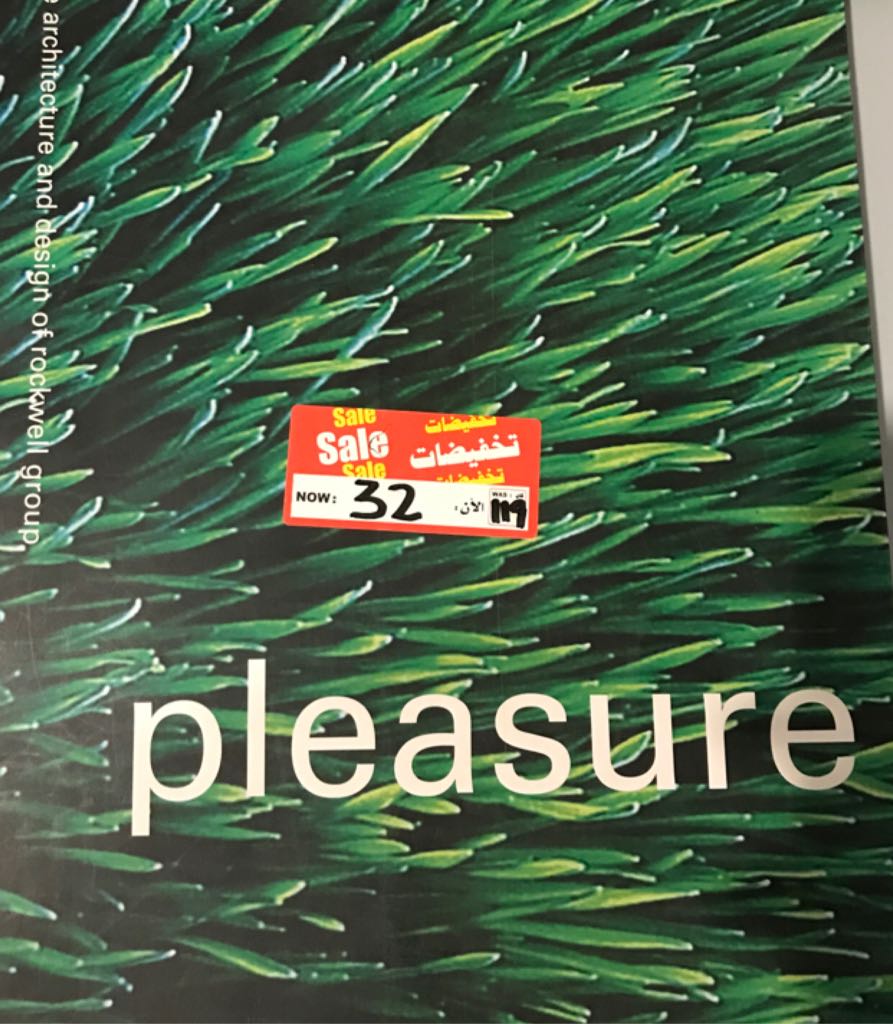 architecture and design of rockwell group
Sale تخفيضات
Sale تخفيضات
Sale تخفيضات
NOW: 32 الآن: WAS: 119
pleasure